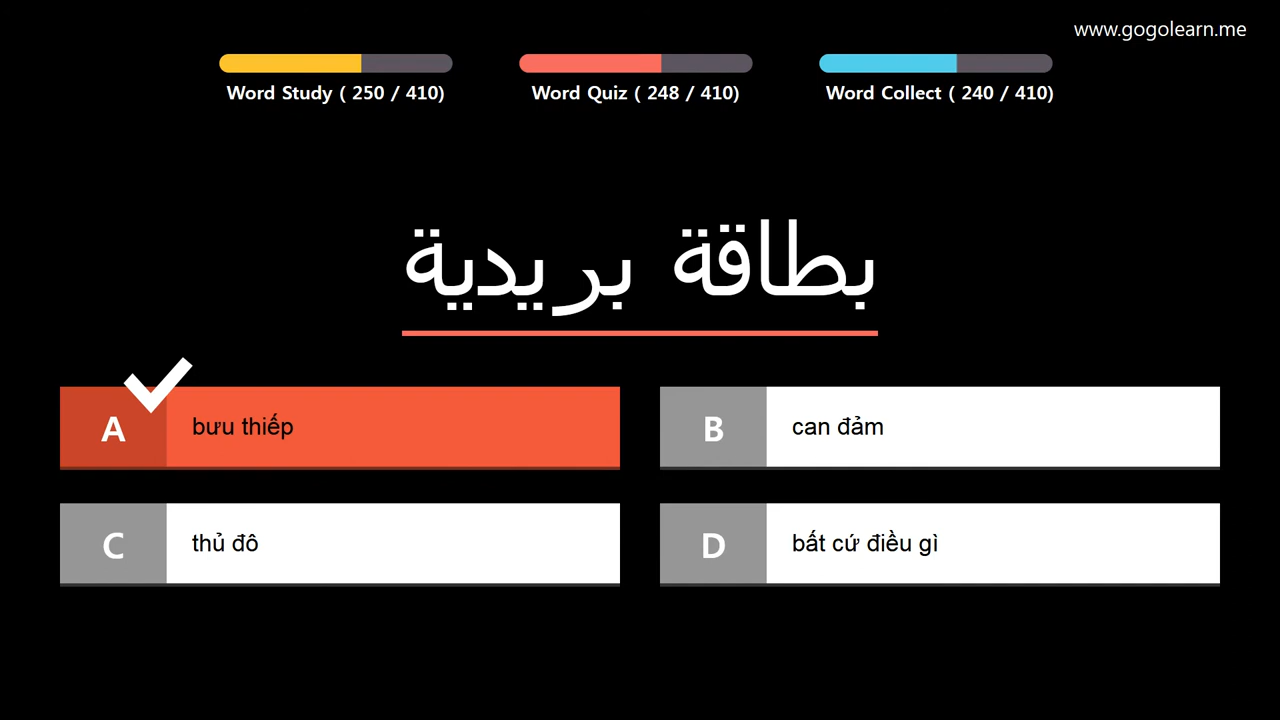 www.gogolearn.me
Word Study ( 250 / 410)
Word Quiz ( 248 / 410)
Word Collect ( 240 / 410)
بطاقة بريدية
A bưu thiếp
B can đảm
C thủ đô
D bất cứ điều gì